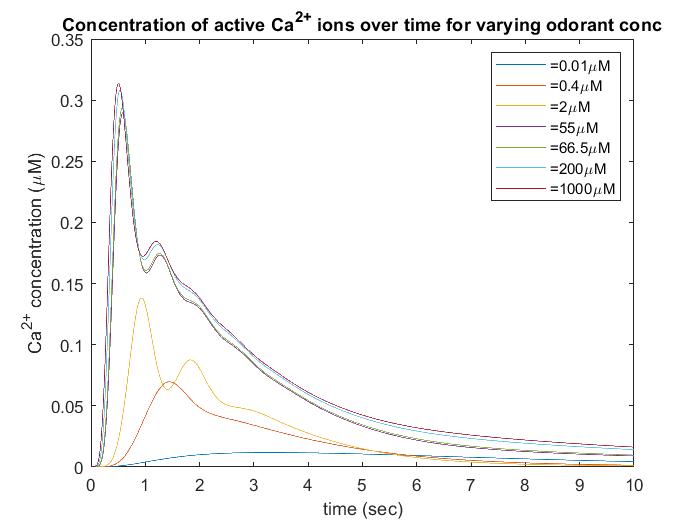 Concentration of active Ca2+ ions over time for varying odorant conc
0.35
0.3
0.25
0.2
0.15
0.1
0.05
0
Ca2+ concentration (μM)
=0.01μM
=0.4μM
=2μM
=55μM
=66.5μM
=200μM
=1000μM
0 1 2 3 4 5 6 7 8 9 10
time (sec)